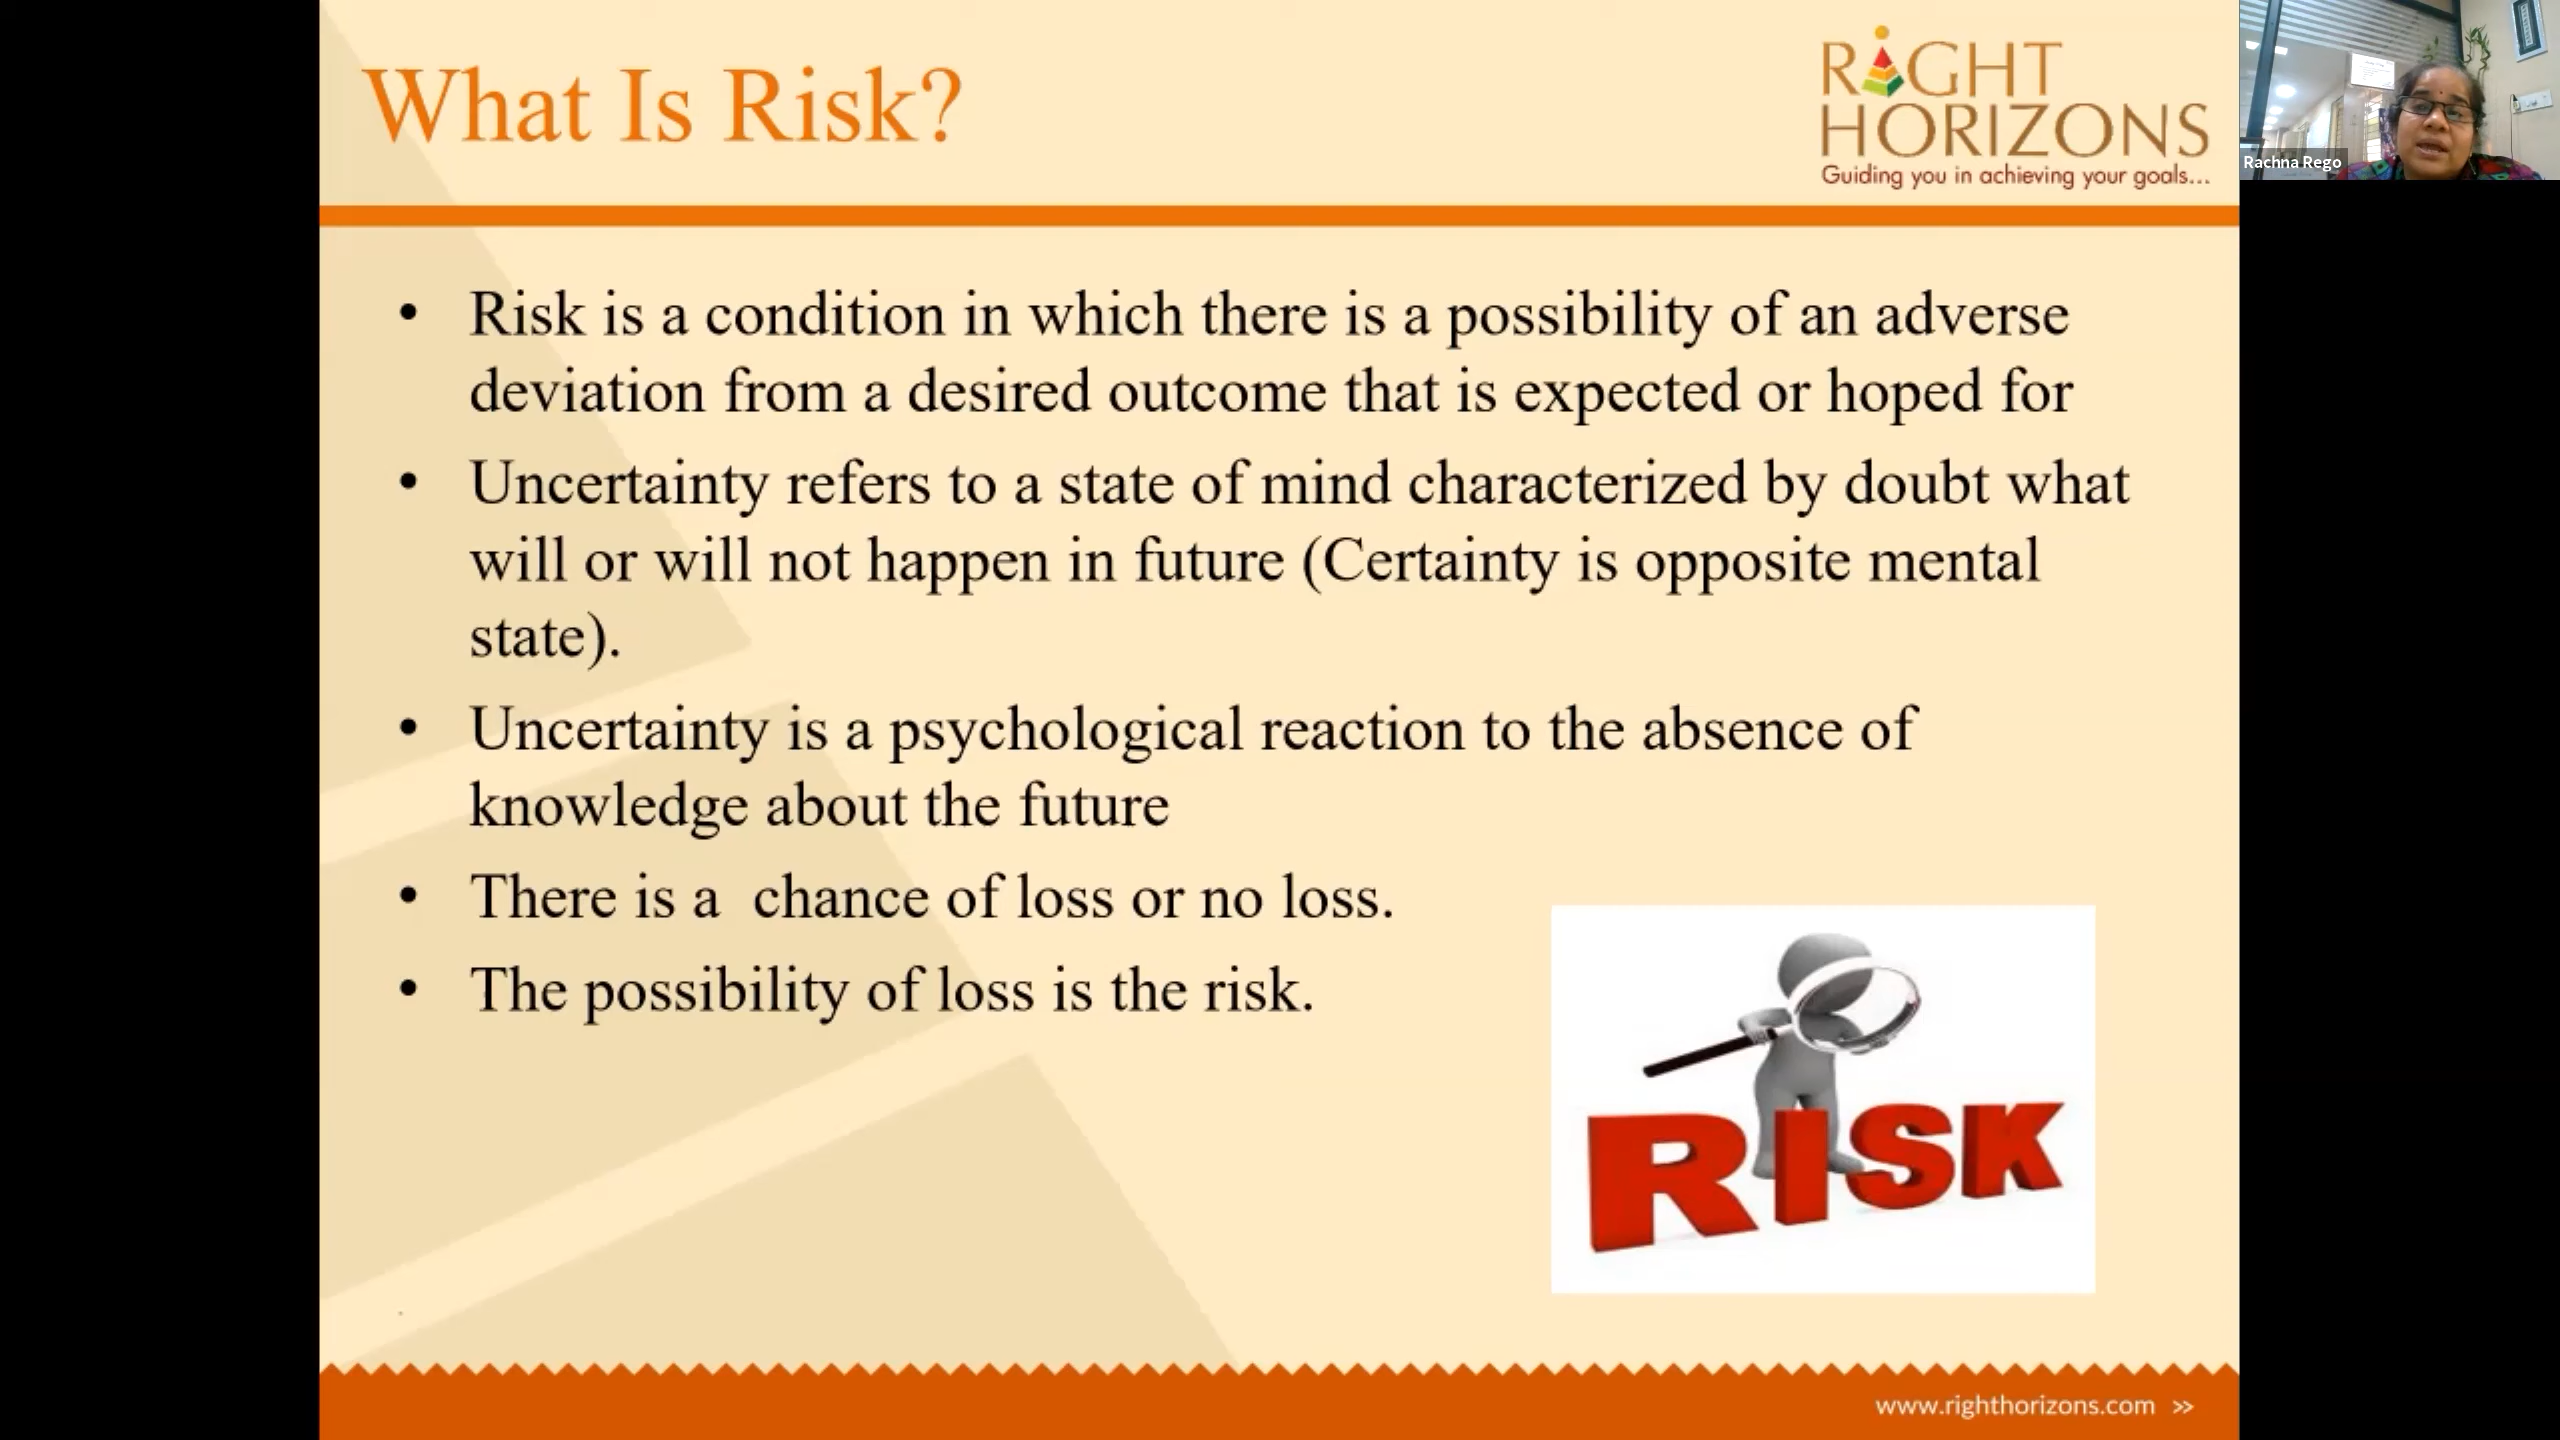 What Is Risk?
RIGHT
HORIZONS
Guiding you in achieving your goals...
Rachna Rego
• Risk is a condition in which there is a possibility of an adverse
deviation from a desired outcome that is expected or hoped for
• Uncertainty refers to a state of mind characterized by doubt what
will or will not happen in future (Certainty is opposite mental
state).
• Uncertainty is a psychological reaction to the absence of
knowledge about the future
• There is a  chance of loss or no loss.
• The possibility of loss is the risk.
RISK
www.righthorizons.com >>